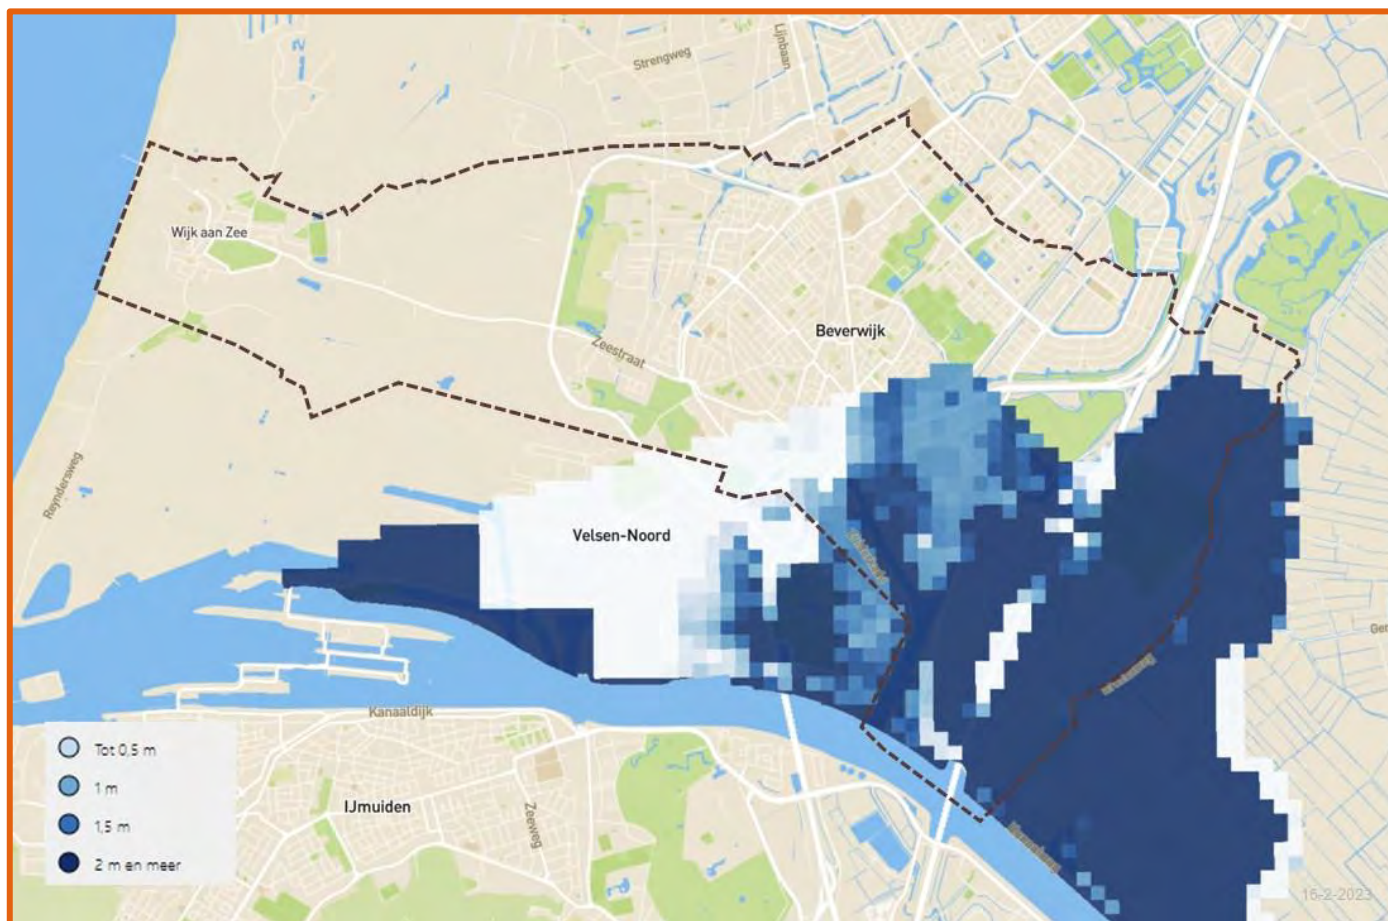 Lijnbaan
Strengweg
Wijk aan Zee
Beverwijk
Zeestraat
Reyndersweg
Velsen-Noord
Kanaaldijk
IJmuiden
Zeeweg
Tot 0,5 m
1 m
1,5 m
2 m en meer
16-2-2023